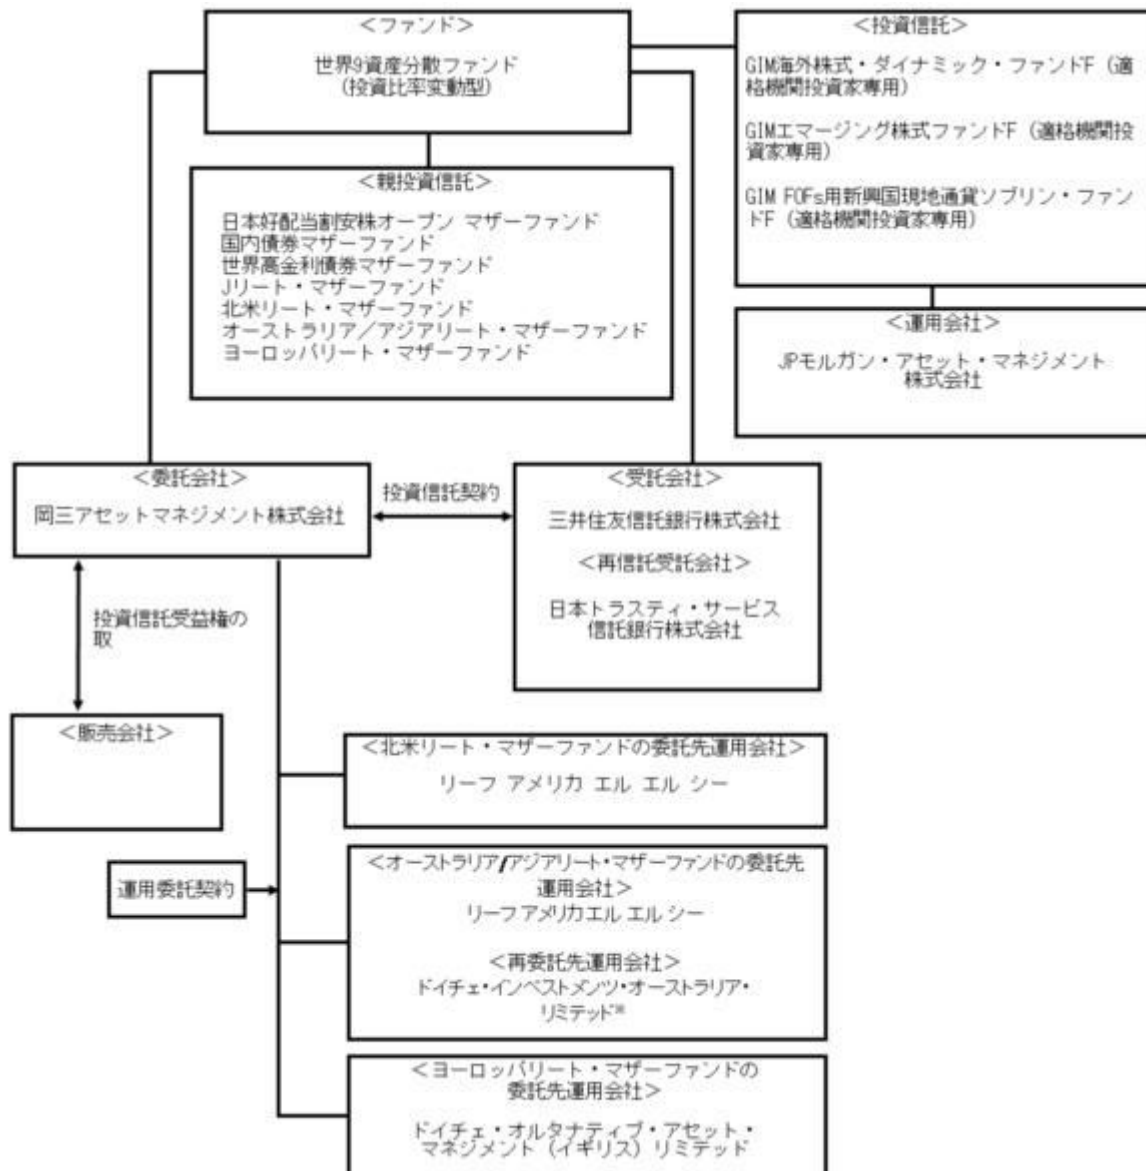 ＜ファンド＞
世界9資産分散ファンド
（投資比率変動型）
＜投資信託＞
GIM海外株式・ダイナミック・ファンドF（適
格機関投資家専用）
GIMエマージング株式ファンドF（適格機関投
資家専用）
GIM FOFs用新興国現地通貨ソブリン・ファン
ドF（適格機関投資家専用）
＜親投資信託＞
日本好配当割安株オープン マザーファンド
国内債券マザーファンド
世界高金利債券マザーファンド
Jリート・マザーファンド
北米リート・マザーファンド
オーストラリア／アジアリート・マザーファンド
ヨーロッパリート・マザーファンド
＜運用会社＞
JPモルガン・アセット・マネジメント
株式会社
＜委託会社＞
岡三アセットマネジメント株式会社
投資信託契約
＜受託会社＞
三井住友信託銀行株式会社
＜再信託受託会社＞
日本トラスティ・サービス
信託銀行株式会社
投資信託受益権の
取
＜販売会社＞
＜北米リート・マザーファンドの委託先運用会社＞
リーフ アメリカ エル エル シー
運用委託契約
＜オーストラリア/アジアリート・マザーファンドの委託先
運用会社＞
リーフ アメリカ エル エル シー
＜再委託先運用会社＞
ドイチェ・インベストメンツ・オーストラリア・
リミテッド※
＜ヨーロッパリート・マザーファンドの
委託先運用会社＞
ドイチェ・オルタナティブ・アセット・
マネジメント（イギリス）リミテッド